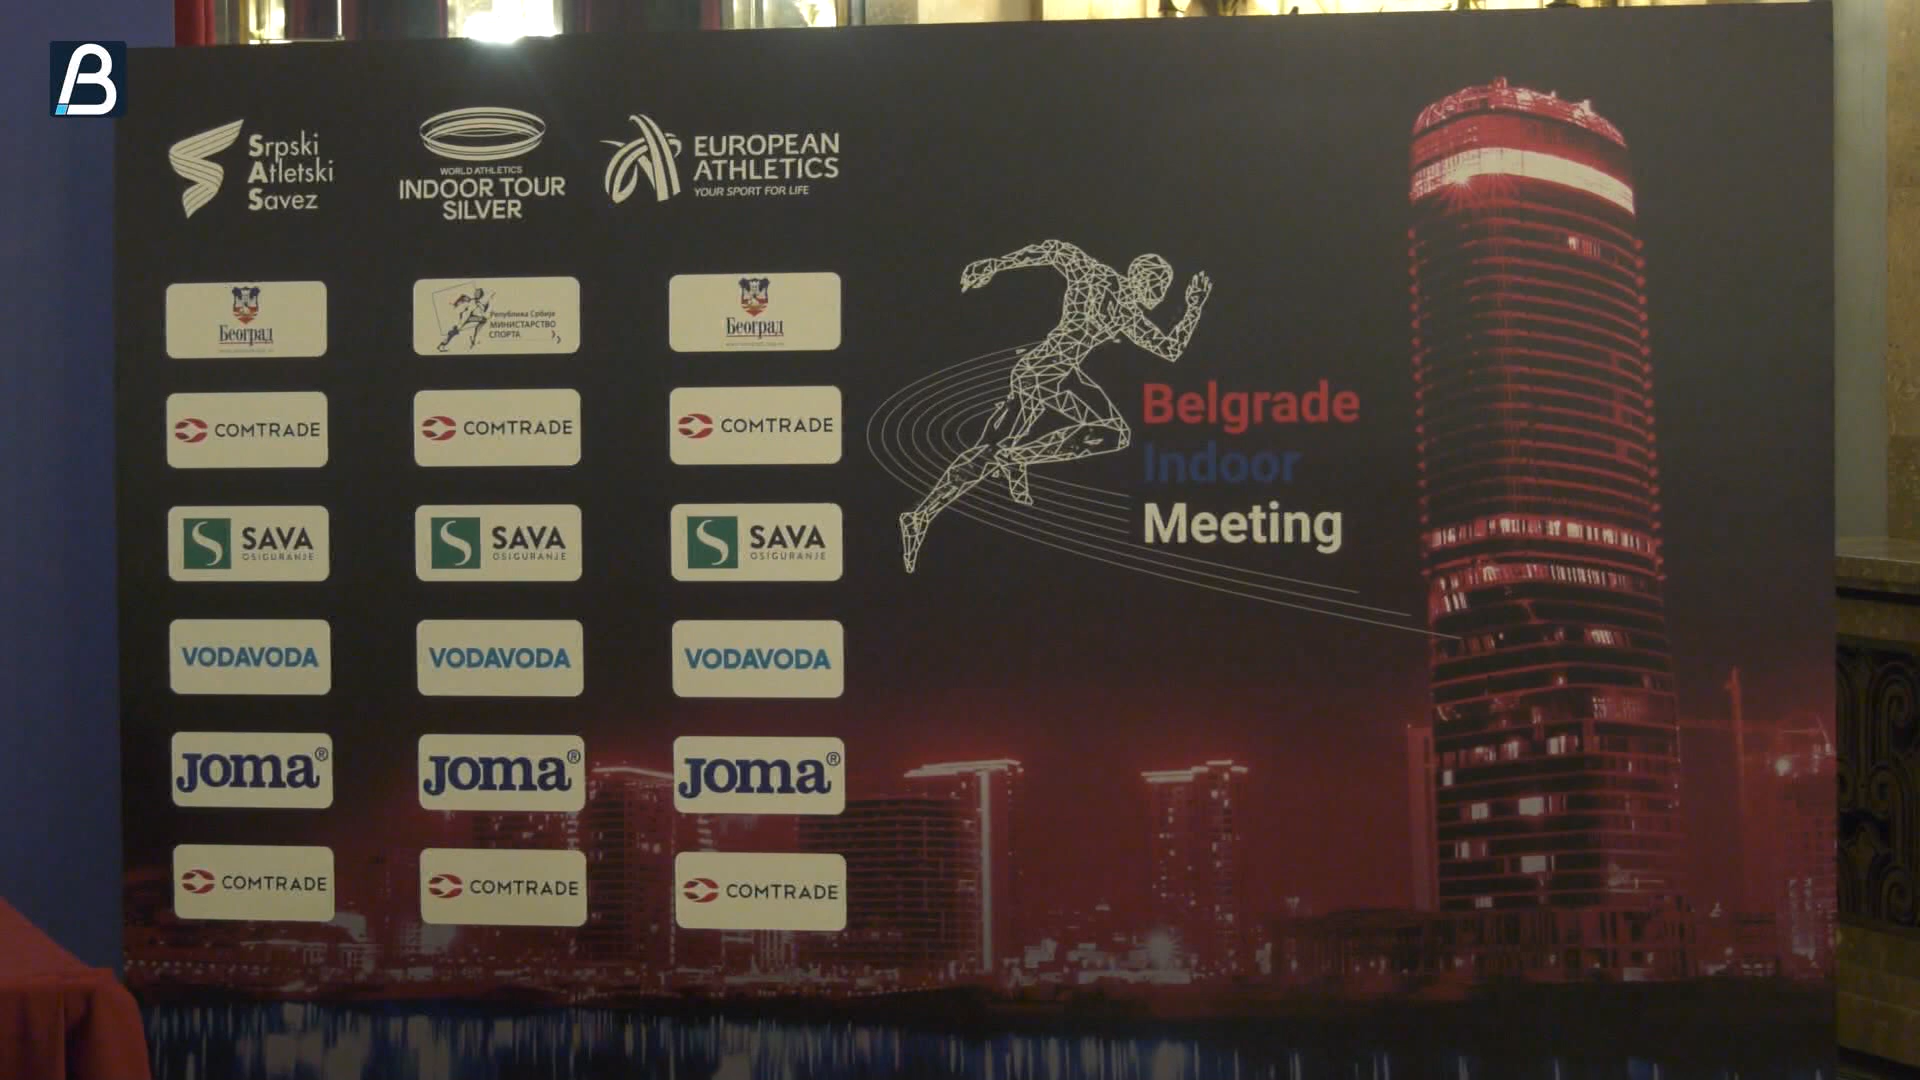 B
Srpski
Atletski
Savez
WORLD ATHLETICS
INDOOR TOUR
SILVER
EUROPEAN
ATHLETICS
YOUR SPORT FOR LIFE
Београд
Република Србија
МИНИСТАРСТВО
СПОРТА
Београд
COMTRADE
COMTRADE
COMTRADE
SAVA
OSIGURANJE
SAVA
OSIGURANJE
SAVA
OSIGURANJE
VODAVODA
VODAVODA
VODAVODA
JOMA®
JOMA®
JOMA®
COMTRADE
COMTRADE
COMTRADE
Belgrade
Indoor
Meeting